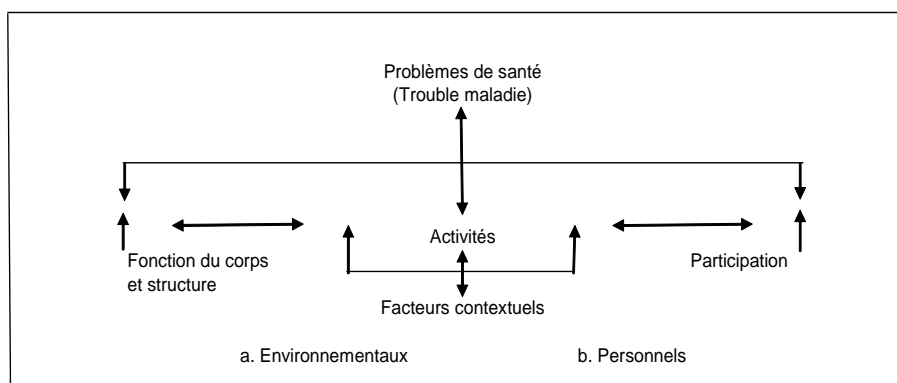 Problèmes de santé
(Trouble maladie)
Activités
Fonction du corps
et structure
Participation
Facteurs contextuels
a. Environnementaux
b. Personnels